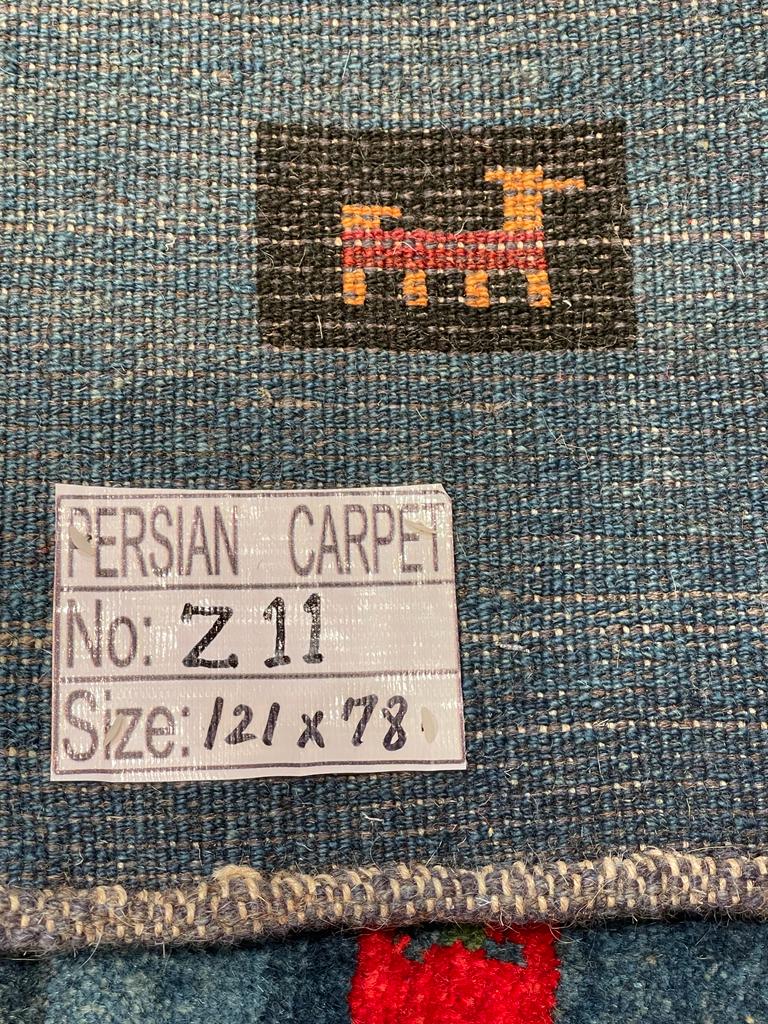 PERSIAN CARPET
No: Z 11
Size: 121 x 78